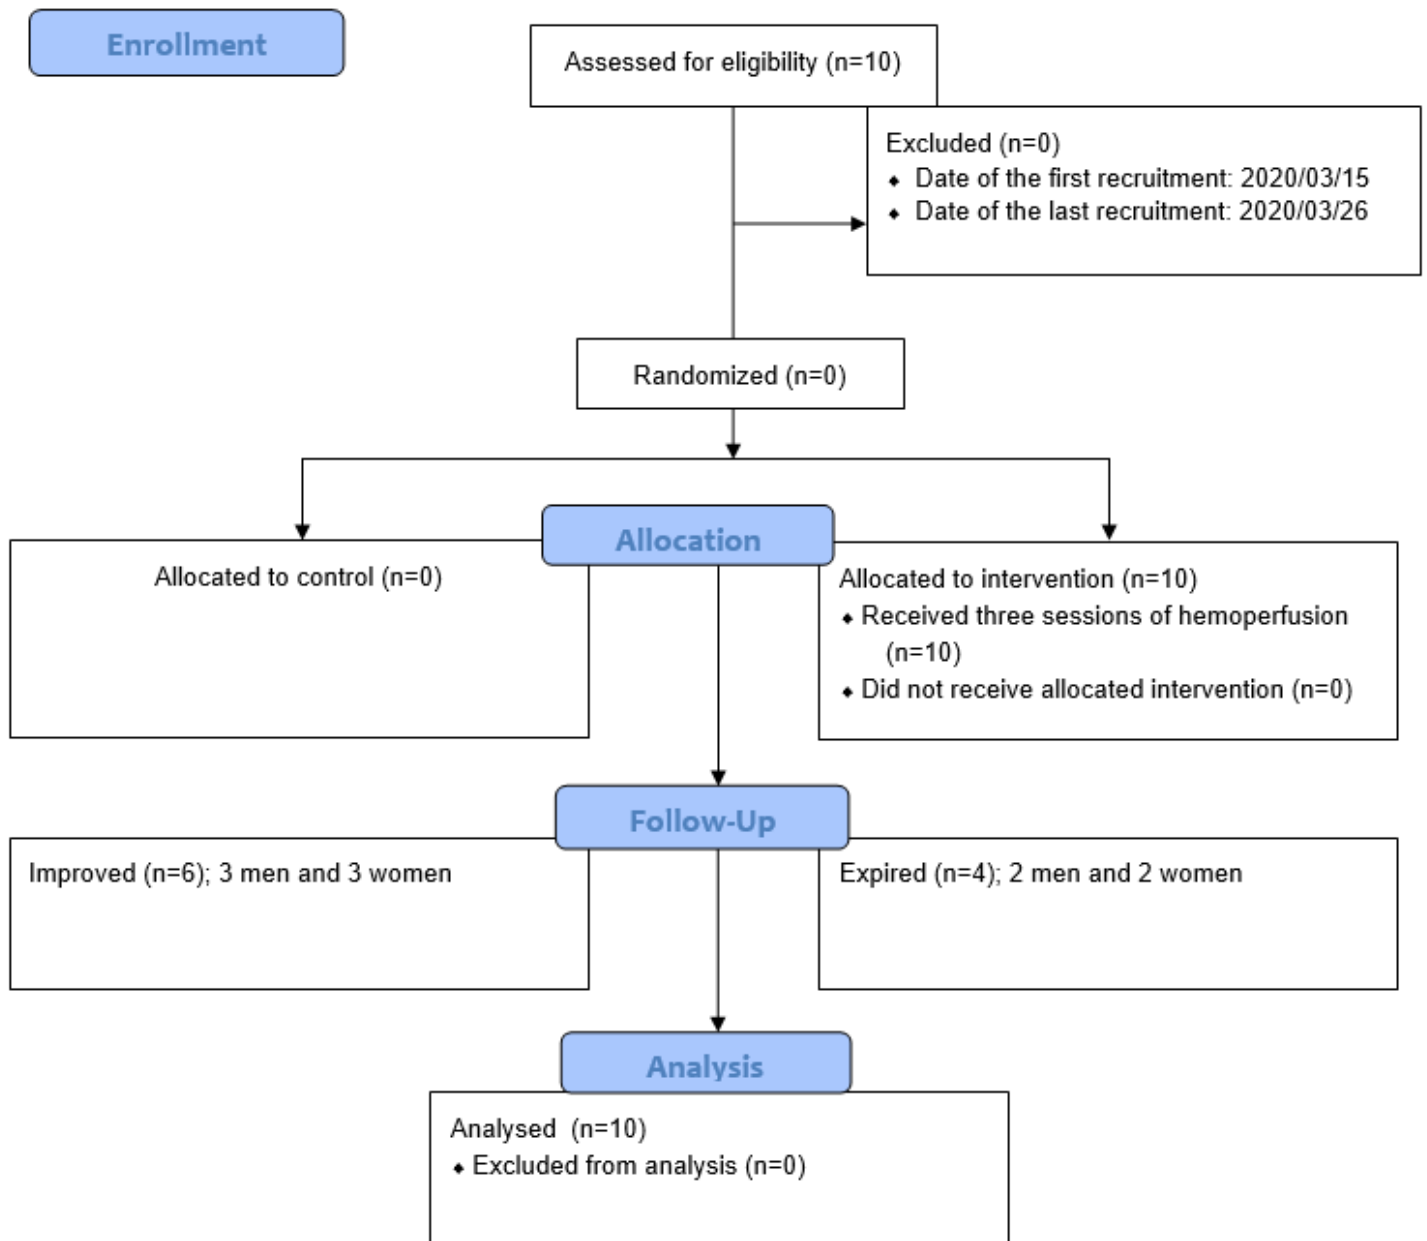 Enrollment
Assessed for eligibility (n=10)
Excluded (n=0)
⬥ Date of the first recruitment: 2020/03/15
⬥ Date of the last recruitment: 2020/03/26
Randomized (n=0)
Allocation
Allocated to control (n=0)
Allocated to intervention (n=10)
⬥ Received three sessions of hemoperfusion
(n=10)
⬥ Did not receive allocated intervention (n=0)
Follow-Up
Improved (n=6); 3 men and 3 women
Expired (n=4); 2 men and 2 women
Analysis
Analysed  (n=10)
⬥ Excluded from analysis (n=0)